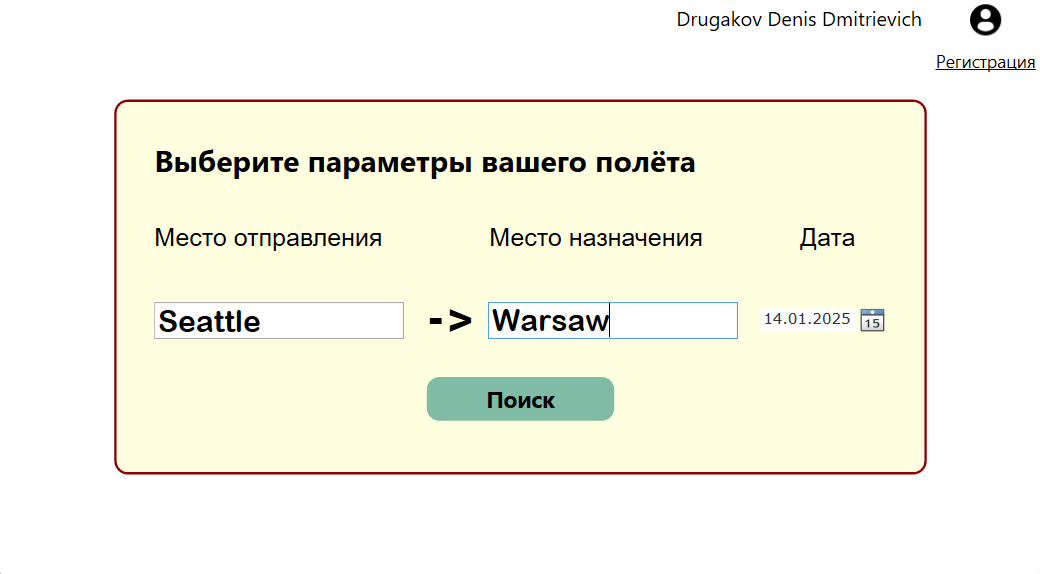 Drugakov Denis Dmitrievich
Регистрация
Выберите параметры вашего полёта
Место отправления Место назначения Дата
Seattle -> Warsaw 14.01.2025 15
Поиск